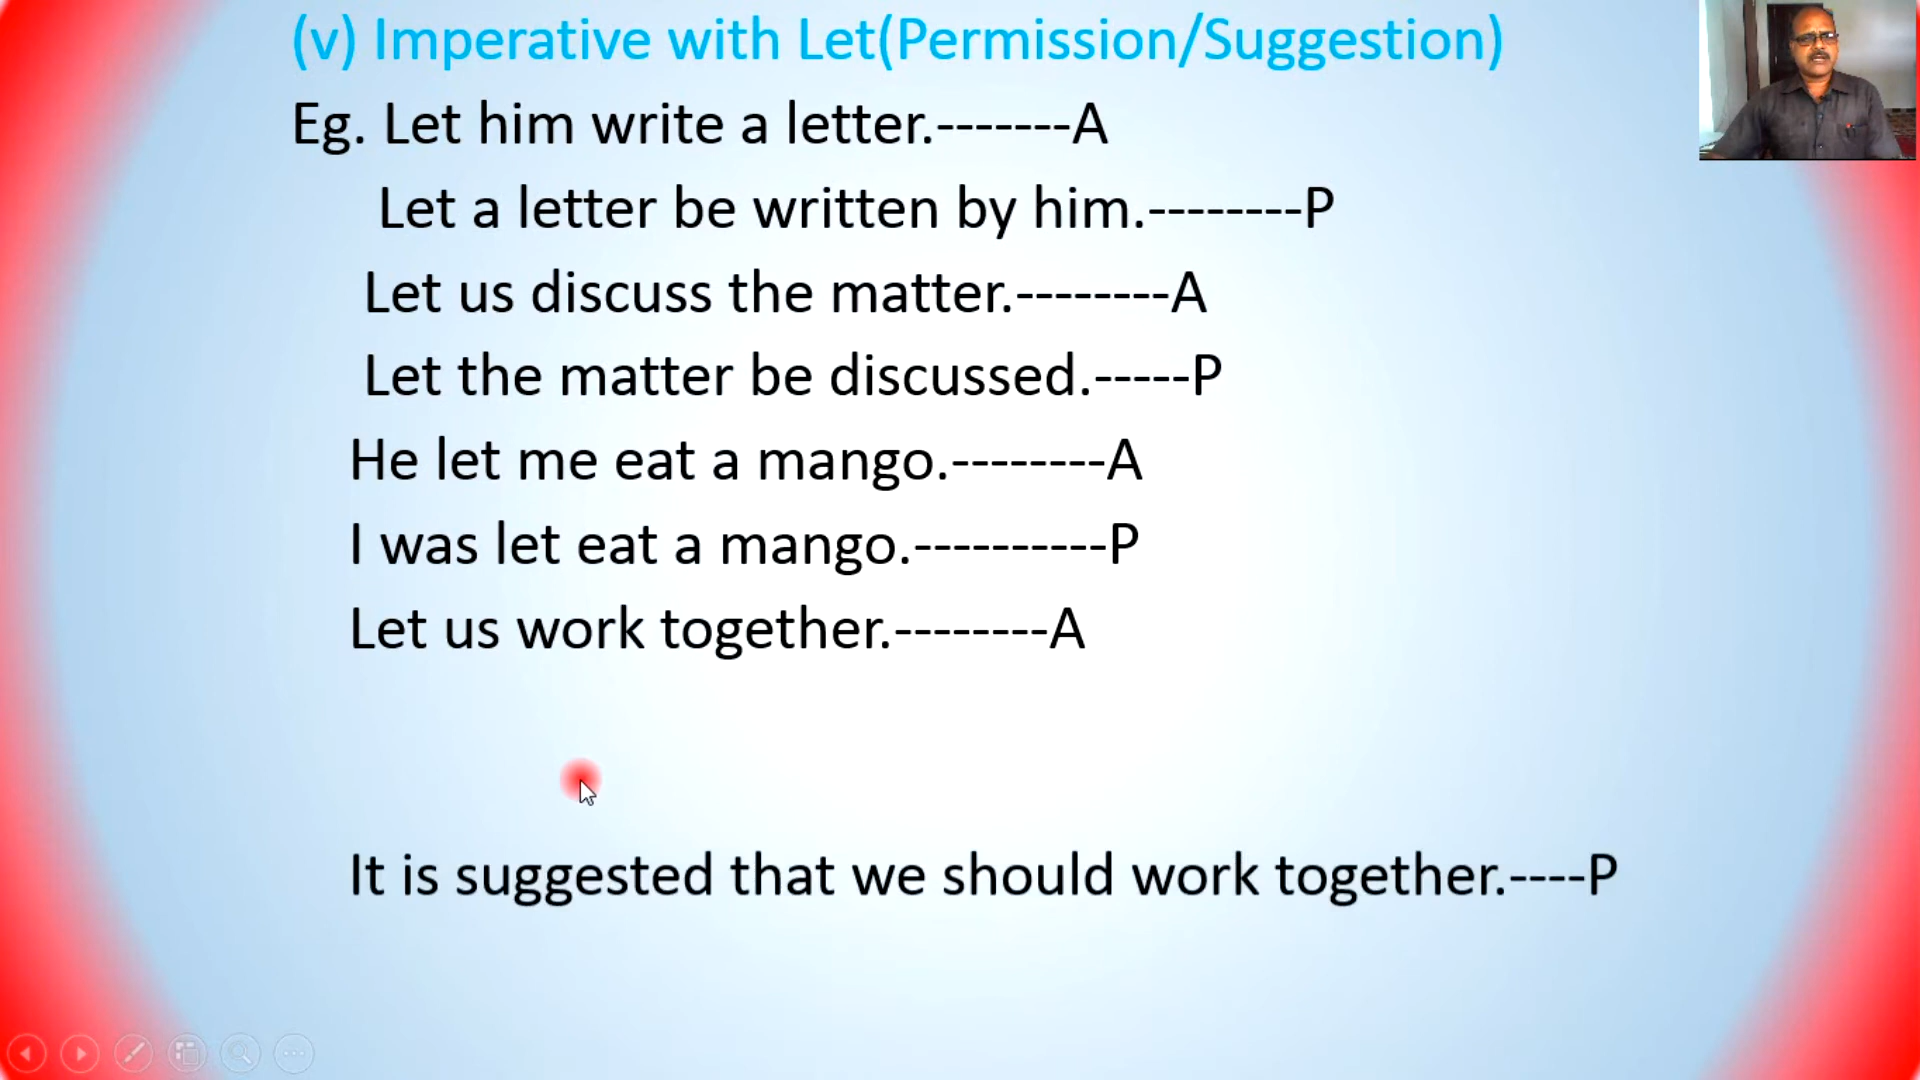 (v) Imperative with Let(Permission/Suggestion)
Eg. Let him write a letter.-------A
Let a letter be written by him.--------P
Let us discuss the matter.--------A
Let the matter be discussed.-----P
He let me eat a mango.--------A
I was let eat a mango.----------P
Let us work together.--------A
It is suggested that we should work together.----P